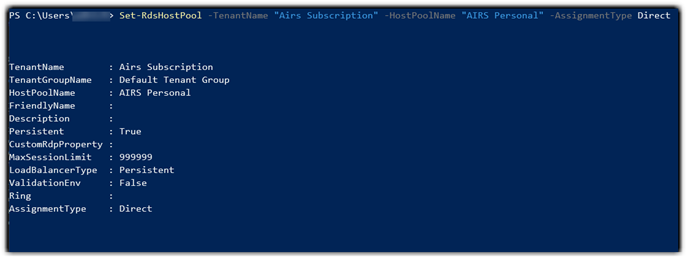 PS C:\Users\ > Set-RdsHostPool -TenantName "Airs Subscription" -HostPoolName "AIRS Personal" -AssignmentType Direct
TenantName : Airs Subscription
TenantGroupName : Default Tenant Group
HostPoolName : AIRS Personal
FriendlyName :
Description :
Persistent : True
CustomRdpProperty :
MaxSessionLimit : 999999
LoadBalancerType : Persistent
ValidationEnv : False
Ring :
AssignmentType : Direct